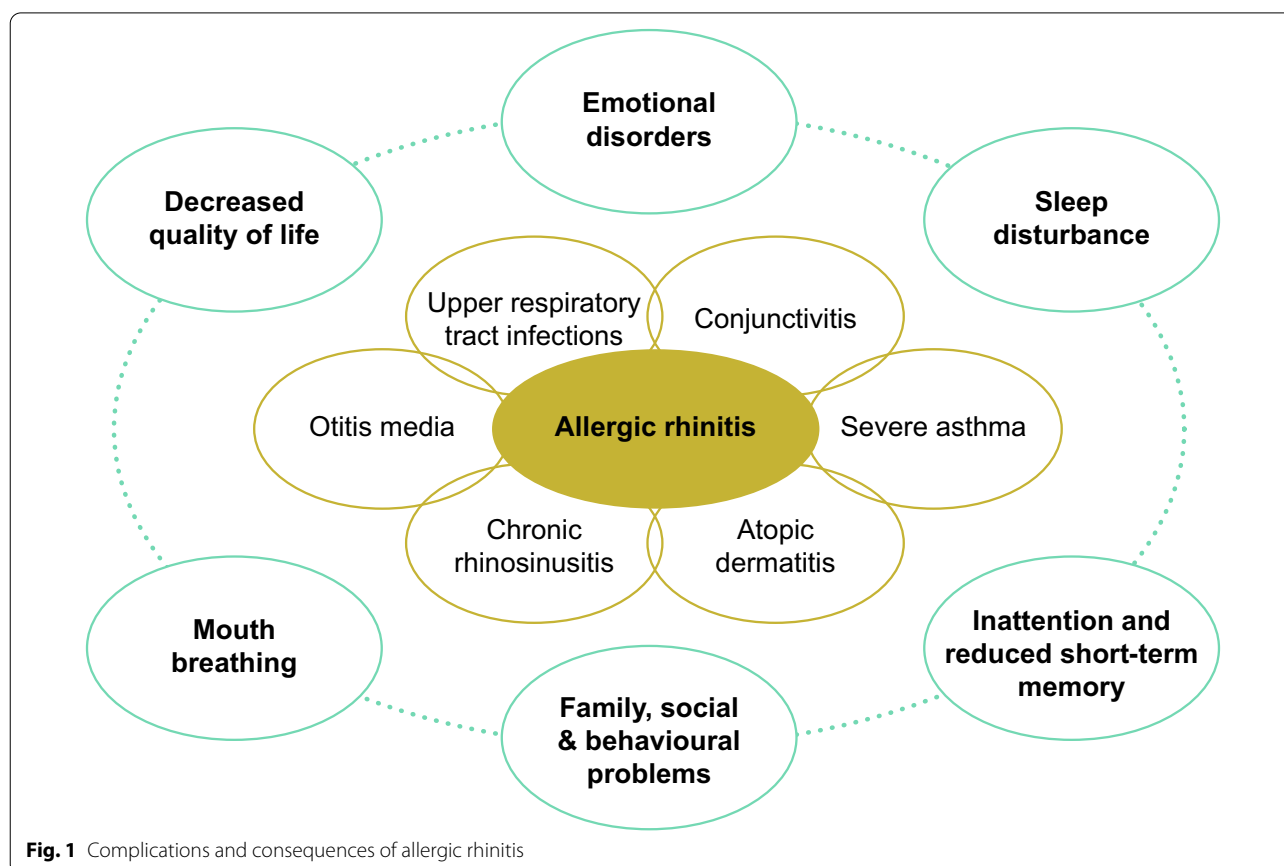 Emotional
disorders
Decreased
quality of life
Sleep
disturbance
Upper respiratory
tract infections
Conjunctivitis
Otitis media
Allergic rhinitis
Severe asthma
Chronic
rhinosinusitis
Atopic
dermatitis
Mouth
breathing
Inattention and
reduced short-term
memory
Family, social
& behavioural
problems
Fig. 1 Complications and consequences of allergic rhinitis